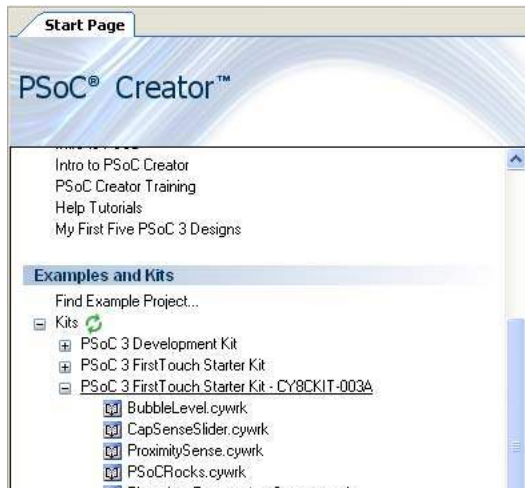 Start Page
PSoC® Creator™
Intro to PSoC Creator
PSoC Creator Training
Help Tutorials
My First Five PSoC 3 Designs
Examples and Kits
Find Example Project...
Kits
PSoC 3 Development Kit
PSoC 3 FirstTouch Starter Kit
PSoC 3 FirstTouch Starter Kit - CY8CKIT-003A
BubbleLevel.cywrk
CapSenseSlider.cywrk
ProximitySense.cywrk
PSoCRocks.cywrk